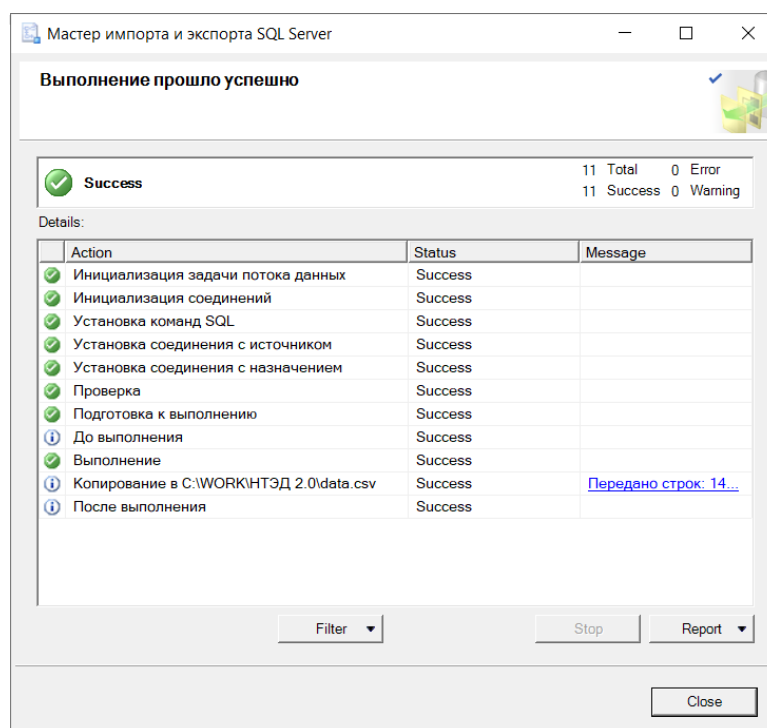 Мастер импорта и экспорта SQL Server
Выполнение прошло успешно
Success
11 Total 0 Error
11 Success 0 Warning
Details:
Action Status Message
Инициализация задачи потока данных Success
Инициализация соединений Success
Установка команд SQL Success
Установка соединения с источником Success
Установка соединения с назначением Success
Проверка Success
Подготовка к выполнению Success
До выполнения Success
Выполнение Success
Копирование в C:\WORK\НТЭД 2.0\data.csv Success Передано строк: 14...
После выполнения Success
Filter Stop Report
Close